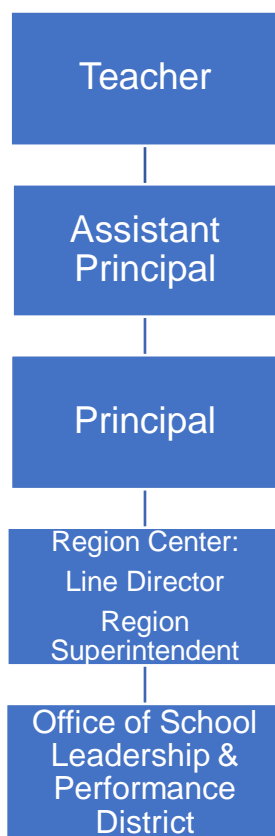 Teacher
Assistant
Principal
Principal
Region Center:
Line Director
Region
Superintendent
Office of School
Leadership &
Performance
District